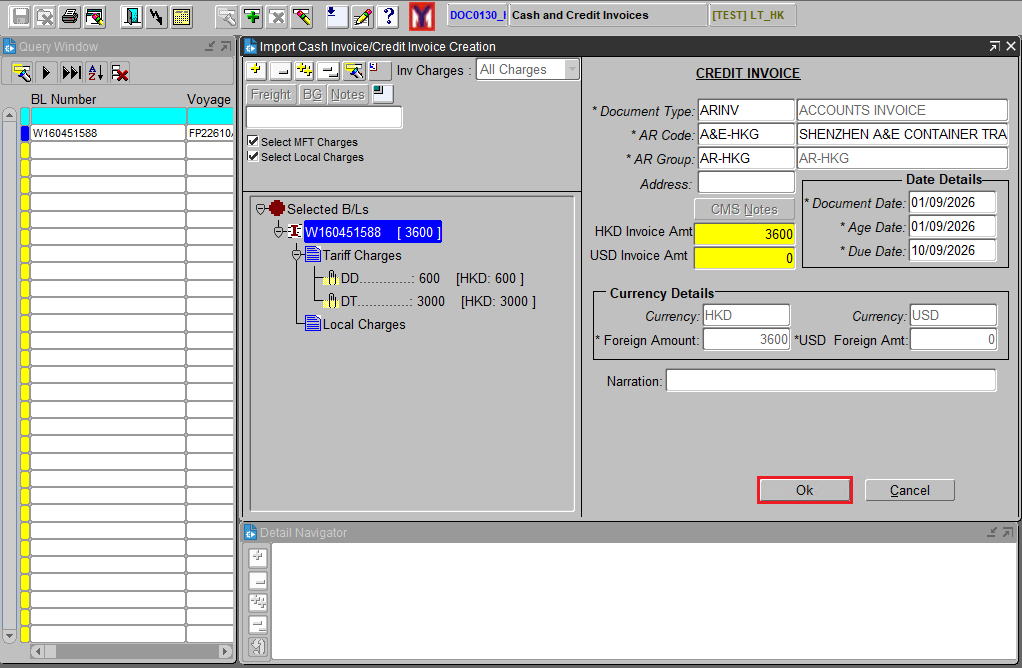 DOC0130_I Cash and Credit Invoices [TEST] LT_HK
Query Window
BL Number Voyage
W160451588 FP22610
Import Cash Invoice/Credit Invoice Creation
Inv Charges : All Charges
Freight BG Notes
Select MFT Charges
Select Local Charges
Selected B/Ls
W160451588 [ 3600 ]
Tariff Charges
DD.............: 600 [HKD: 600 ]
DT.............: 3000 [HKD: 3000 ]
Local Charges
CREDIT INVOICE
* Document Type: ARINV ACCOUNTS INVOICE
* AR Code: A&E-HKG SHENZHEN A&E CONTAINER TRA
* AR Group: AR-HKG AR-HKG
Address:
CMS Notes
HKD Invoice Amt 3600
USD Invoice Amt 0
Date Details
* Document Date: 01/09/2026
* Age Date: 01/09/2026
* Due Date: 10/09/2026
Currency Details
Currency: HKD Currency: USD
* Foreign Amount: 3600 *USD Foreign Amt: 0
Narration:
Ok Cancel
Detail Navigator